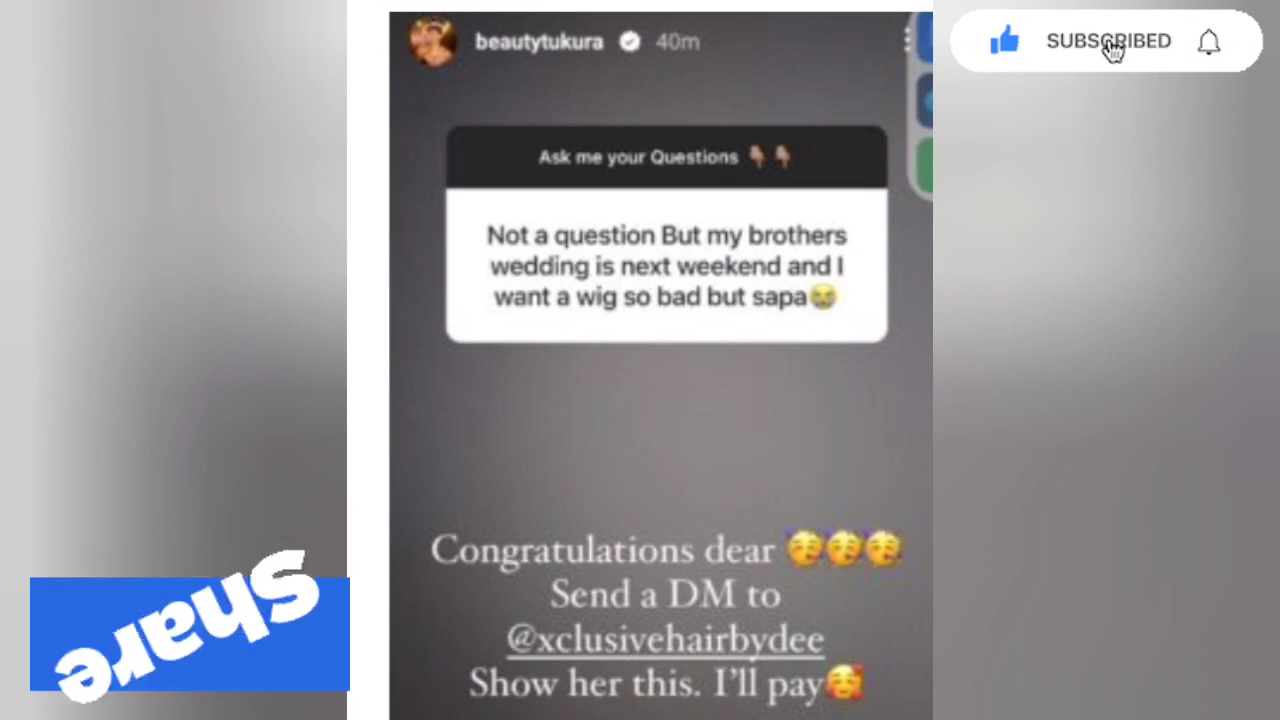 beautytukura 40m
SUBSCRIBED
Ask me your Questions 👇🏽👇🏽
Not a question But my brothers
wedding is next weekend and I
want a wig so bad but sapa😭
Congratulations dear 🥳🥳🥳
Send a DM to
@xclusivehairbydee
Show her this. I'll pay🥰
Share